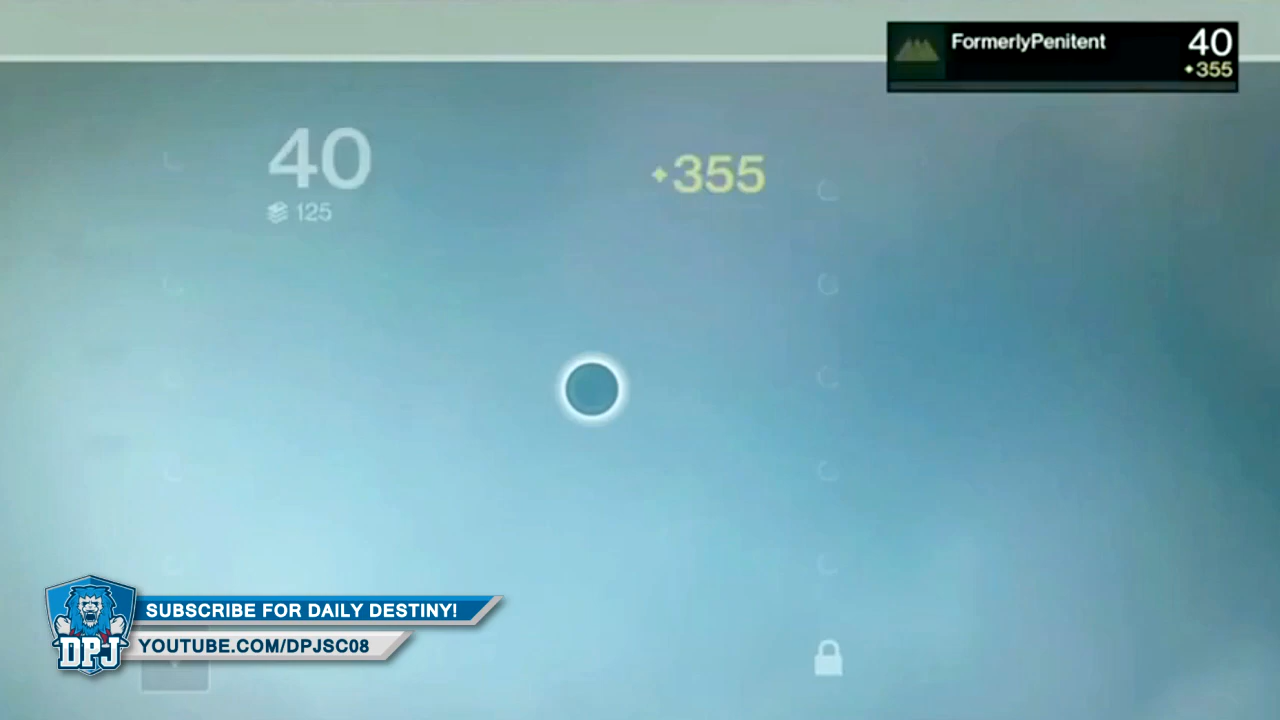 FormerlyPenitent
40
355
40
355
125
SUBSCRIBE FOR DAILY DESTINY!
YOUTUBE.COM/DPJSC08
DPJ